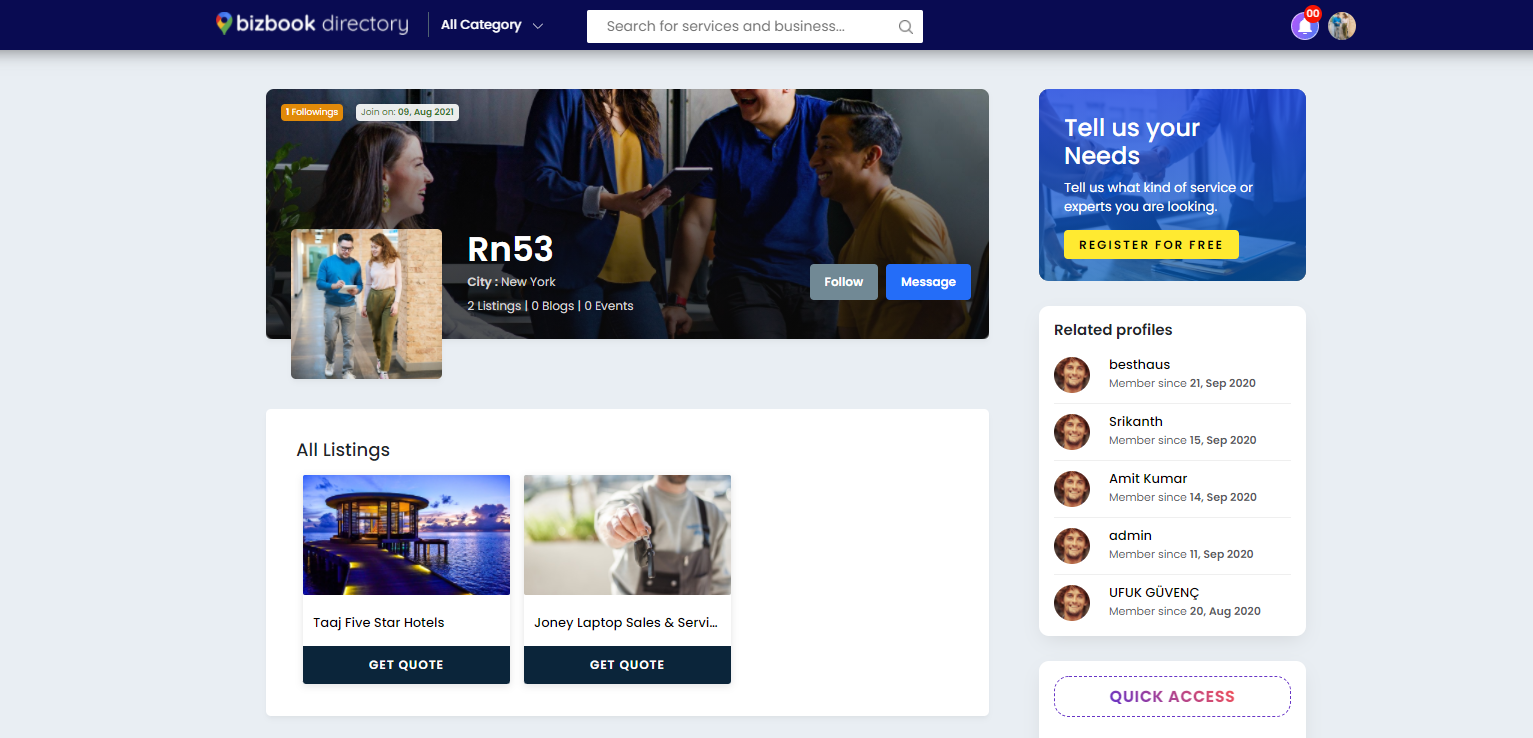 bizbook directory
All Category
Search for services and business...
00
1 Followings
Join on: 09, Aug 2021
Rn53
City : New York
2 Listings | 0 Blogs | 0 Events
Follow
Message
All Listings
Taaj Five Star Hotels
GET QUOTE
Joney Laptop Sales & Servi...
GET QUOTE
Tell us your
Needs
Tell us what kind of service or
experts you are looking.
REGISTER FOR FREE
Related profiles
besthaus
Member since 21, Sep 2020
Srikanth
Member since 15, Sep 2020
Amit Kumar
Member since 14, Sep 2020
admin
Member since 11, Sep 2020
UFUK GÜVENÇ
Member since 20, Aug 2020
QUICK ACCESS